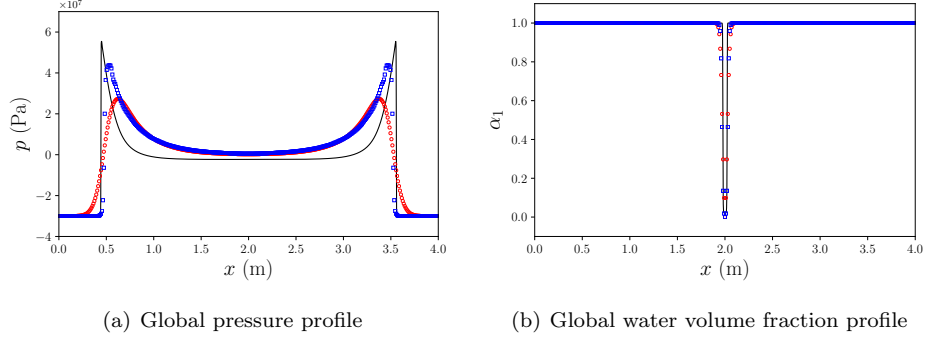 ×10⁷
6
4
2
0
−2
−4
p (Pa)
0.0 0.5 1.0 1.5 2.0 2.5 3.0 3.5 4.0
x (m)
(a) Global pressure profile
1.0
0.8
0.6
0.4
0.2
0.0
α₁
0.0 0.5 1.0 1.5 2.0 2.5 3.0 3.5 4.0
x (m)
(b) Global water volume fraction profile